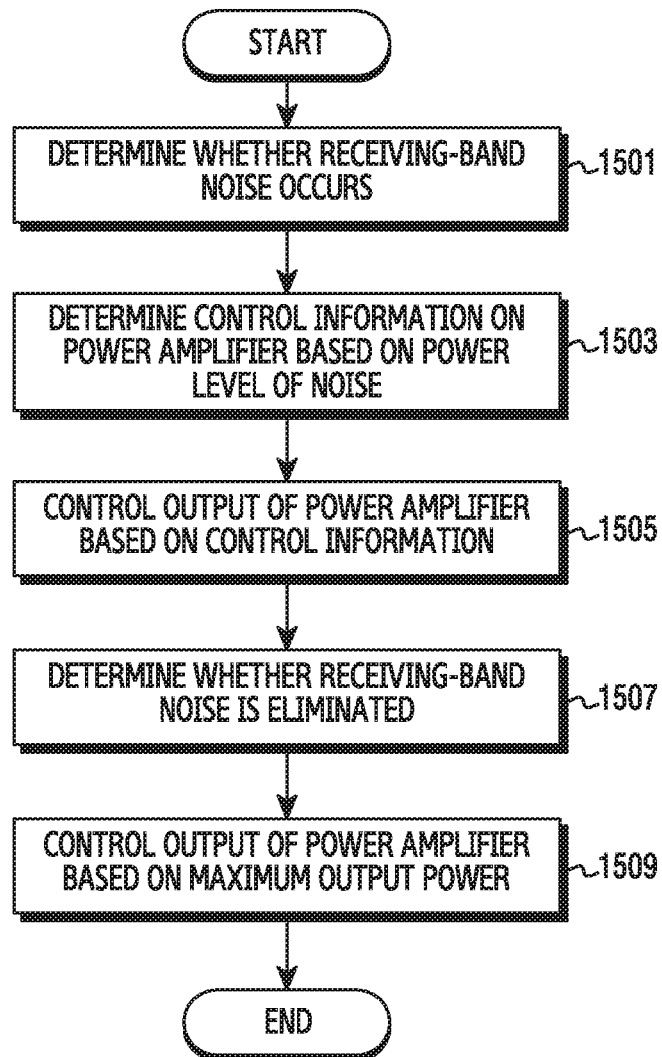 START
DETERMINE WHETHER RECEIVING-BAND
NOISE OCCURS
1501
DETERMINE CONTROL INFORMATION ON
POWER AMPLIFIER BASED ON POWER
LEVEL OF NOISE
1503
CONTROL OUTPUT OF POWER AMPLIFIER
BASED ON CONTROL INFORMATION
1505
DETERMINE WHETHER RECEIVING-BAND
NOISE IS ELIMINATED
1507
CONTROL OUTPUT OF POWER AMPLIFIER
BASED ON MAXIMUM OUTPUT POWER
1509
END